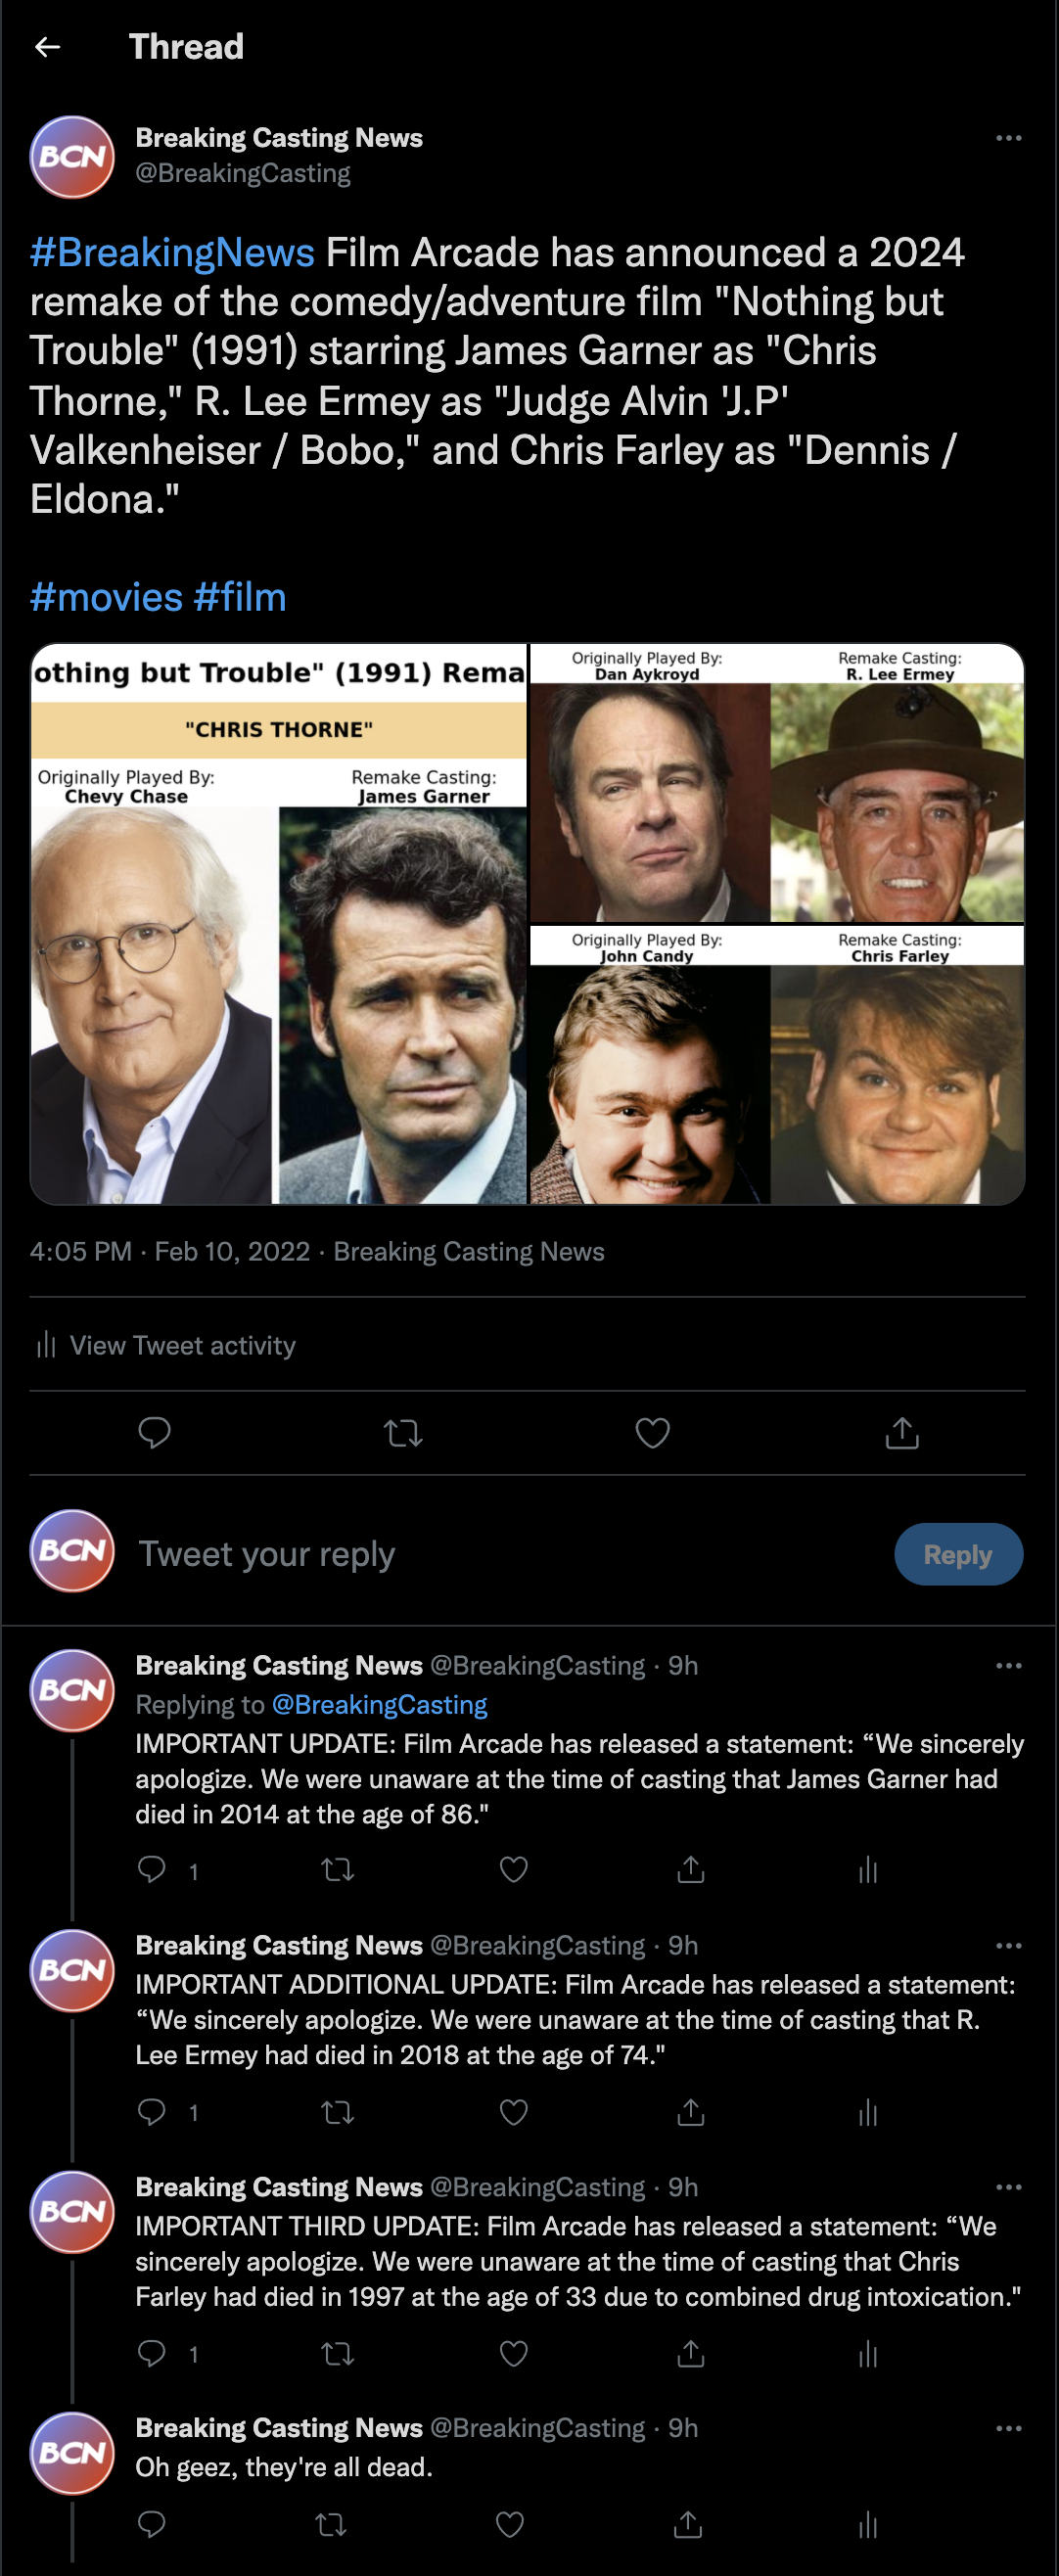 Thread
BCN
Breaking Casting News
@BreakingCasting
#BreakingNews Film Arcade has announced a 2024
remake of the comedy/adventure film "Nothing but
Trouble" (1991) starring James Garner as "Chris
Thorne," R. Lee Ermey as "Judge Alvin 'J.P'
Valkenheiser / Bobo," and Chris Farley as "Dennis /
Eldona."
#movies #film
othing but Trouble" (1991) Rema
"CHRIS THORNE"
Originally Played By:
Chevy Chase
Remake Casting:
James Garner
Originally Played By:
Dan Aykroyd
Remake Casting:
R. Lee Ermey
Originally Played By:
John Candy
Remake Casting:
Chris Farley
4:05 PM · Feb 10, 2022 · Breaking Casting News
View Tweet activity
BCN
Tweet your reply
Reply
BCN
Breaking Casting News @BreakingCasting · 9h
Replying to @BreakingCasting
IMPORTANT UPDATE: Film Arcade has released a statement: “We sincerely
apologize. We were unaware at the time of casting that James Garner had
died in 2014 at the age of 86."
1
BCN
Breaking Casting News @BreakingCasting · 9h
IMPORTANT ADDITIONAL UPDATE: Film Arcade has released a statement:
“We sincerely apologize. We were unaware at the time of casting that R.
Lee Ermey had died in 2018 at the age of 74."
1
BCN
Breaking Casting News @BreakingCasting · 9h
IMPORTANT THIRD UPDATE: Film Arcade has released a statement: “We
sincerely apologize. We were unaware at the time of casting that Chris
Farley had died in 1997 at the age of 33 due to combined drug intoxication."
1
BCN
Breaking Casting News @BreakingCasting · 9h
Oh geez, they're all dead.